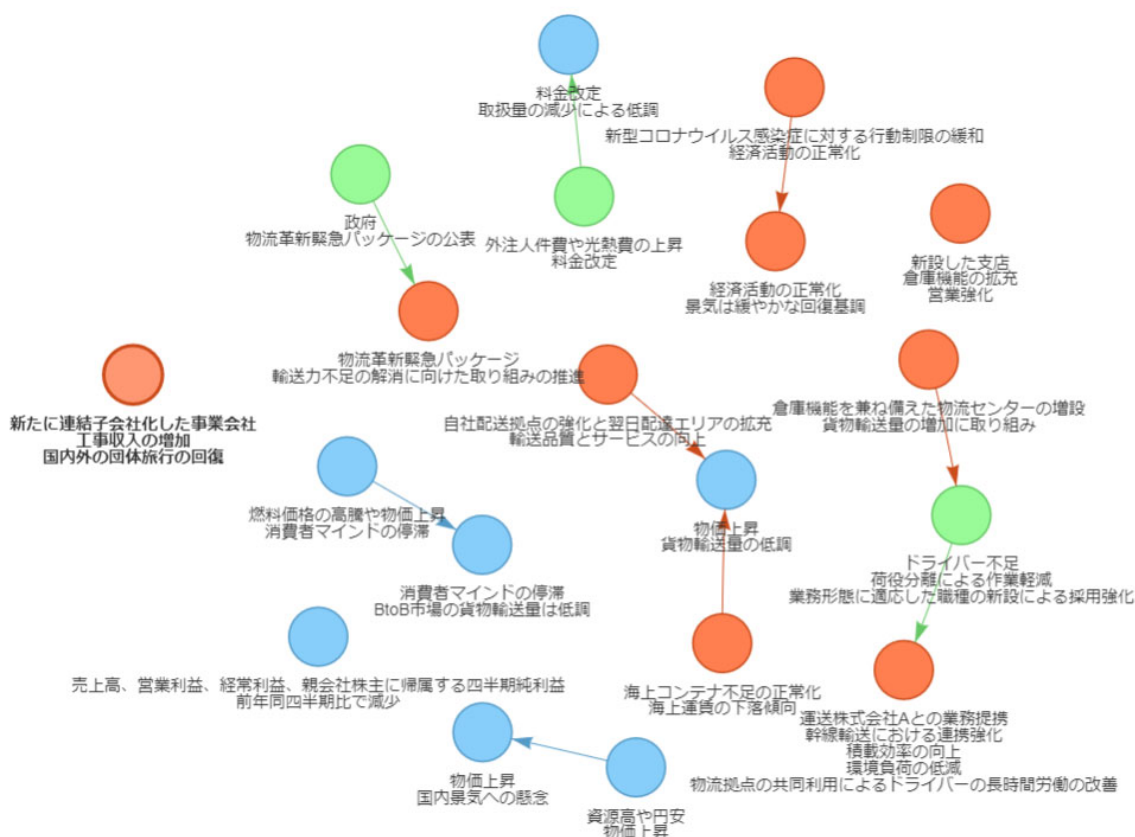 料金改定
取扱量の減少による低調
新型コロナウイルス感染症に対する行動制限の緩和
経済活動の正常化
政府
物流革新緊急パッケージの公表
外注人件費や光熱費の上昇
料金改定
新設した支店
倉庫機能の拡充
営業強化
経済活動の正常化
景気は緩やかな回復基調
物流革新緊急パッケージ
輸送力不足の解消に向けた取り組みの推進
新たに連結子会社化した事業会社
工事収入の増加
国内外の団体旅行の回復
自社配送拠点の強化と翌日配達エリアの拡充
輸送品質とサービスの向上
倉庫機能を兼ね備えた物流センターの増設
貨物輸送量の増加に取り組み
燃料価格の高騰や物価上昇
消費者マインドの停滞
物価上昇
貨物輸送量の低調
ドライバー不足
荷役分離による作業軽減
業務形態に適応した職種の新設による採用強化
消費者マインドの停滞
BtoB市場の貨物輸送量は低調
売上高、営業利益、経常利益、親会社株主に帰属する四半期純利益
前年同四半期比で減少
海上コンテナ不足の正常化
海上運賃の下落傾向
運送株式会社Aとの業務提携
幹線輸送における連携強化
積載効率の向上
環境負荷の低減
物流拠点の共同利用によるドライバーの長時間労働の改善
物価上昇
国内景気への懸念
資源高や円安
物価上昇